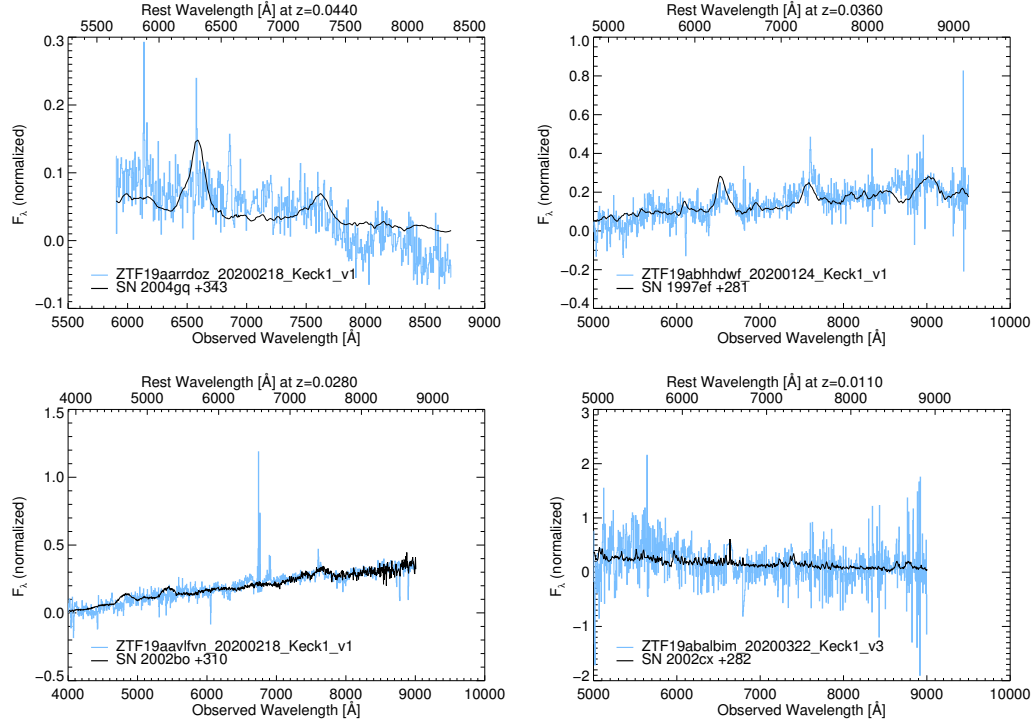 Rest Wavelength [Å] at z=0.0440
5500 6000 6500 7000 7500 8000 8500
0.3
0.2
0.1
0.0
−0.1
Fλ (normalized)
ZTF19aarrdoz_20200218_Keck1_v1
SN 2004gq +343
5500 6000 6500 7000 7500 8000 8500 9000
Observed Wavelength [Å]
Rest Wavelength [Å] at z=0.0360
5000 6000 7000 8000 9000
1.0
0.8
0.6
0.4
0.2
0.0
−0.2
−0.4
Fλ (normalized)
ZTF19abhhdwf_20200124_Keck1_v1
SN 1997ef +281
5000 6000 7000 8000 9000 10000
Observed Wavelength [Å]
Rest Wavelength [Å] at z=0.0280
4000 5000 6000 7000 8000 9000
1.5
1.0
0.5
0.0
−0.5
Fλ (normalized)
ZTF19aavlfvn_20200218_Keck1_v1
SN 2002bo +310
4000 5000 6000 7000 8000 9000 10000
Observed Wavelength [Å]
Rest Wavelength [Å] at z=0.0110
5000 6000 7000 8000 9000
3
2
1
0
−1
−2
Fλ (normalized)
ZTF19abalbim_20200322_Keck1_v3
SN 2002cx +282
5000 6000 7000 8000 9000 10000
Observed Wavelength [Å]